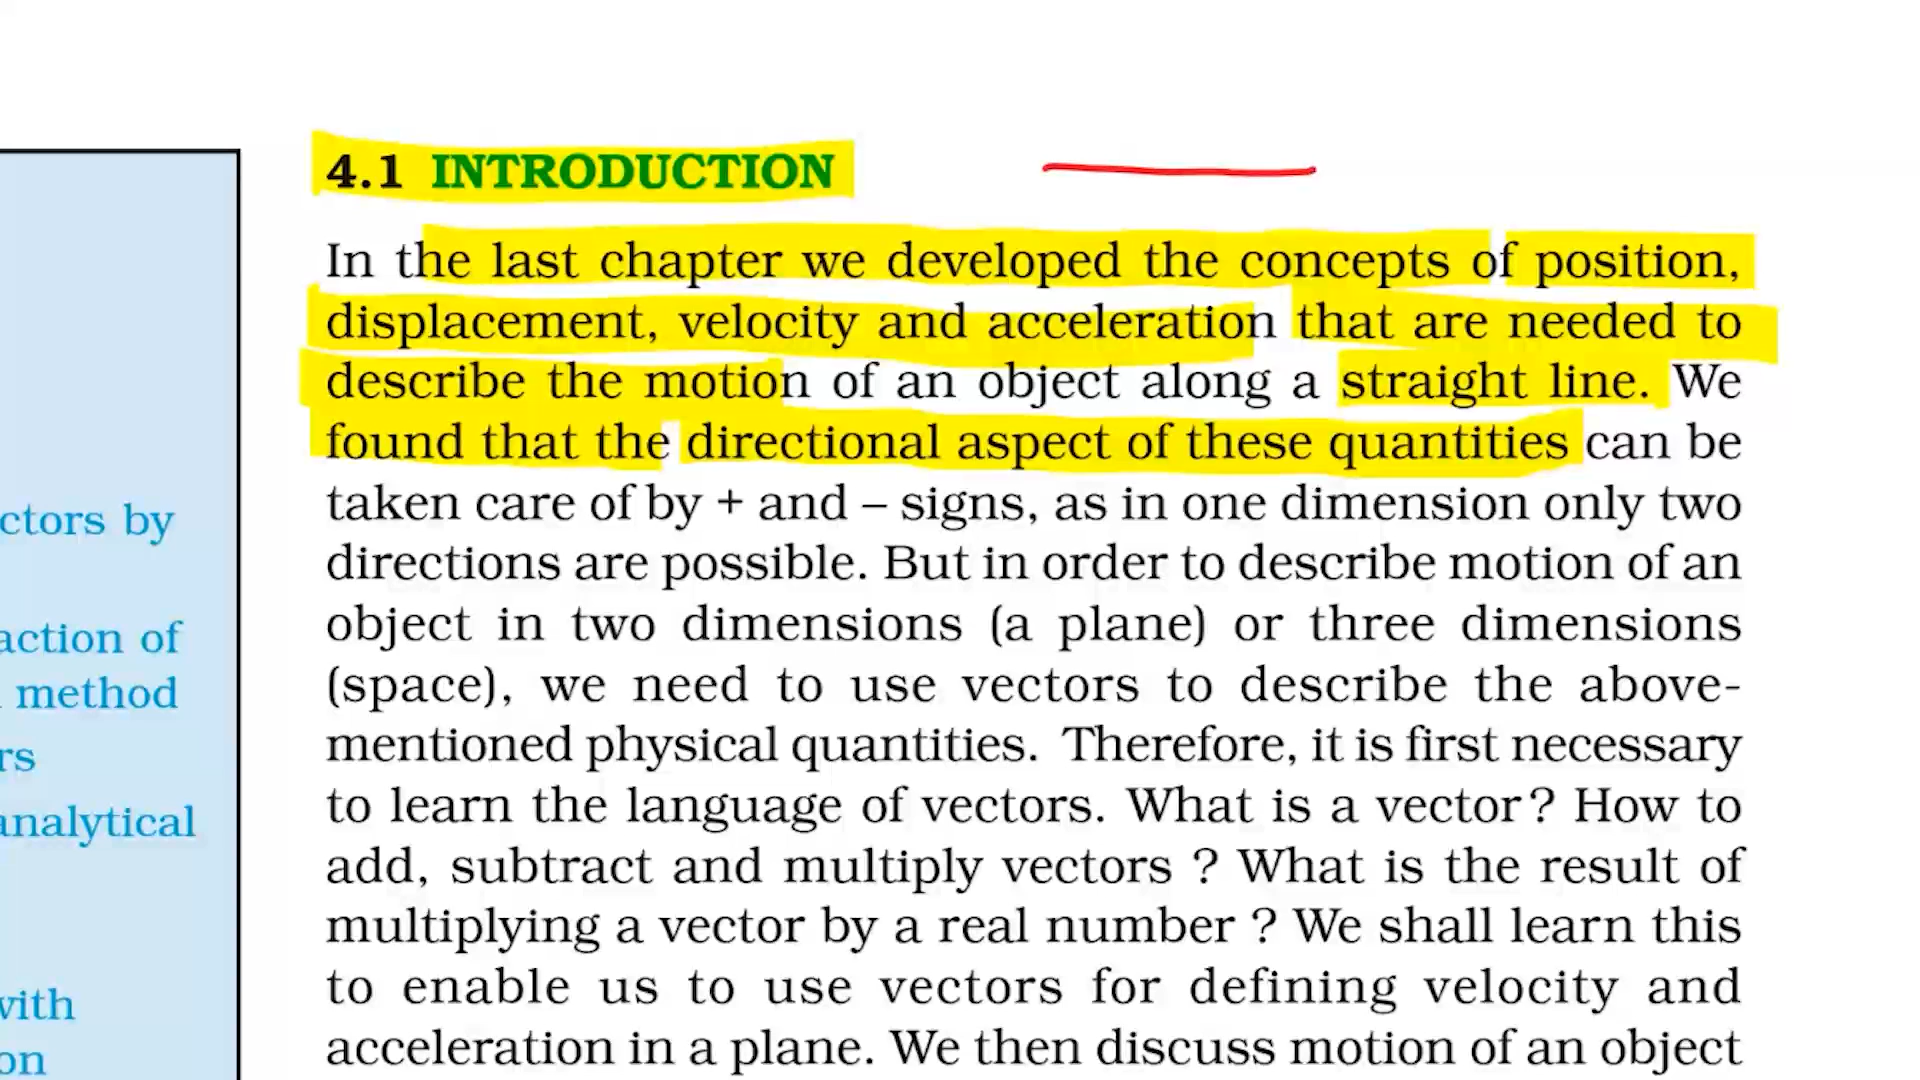 4.1 INTRODUCTION
In the last chapter we developed the concepts of position,
displacement, velocity and acceleration that are needed to
describe the motion of an object along a straight line. We
found that the directional aspect of these quantities can be
taken care of by + and – signs, as in one dimension only two
directions are possible. But in order to describe motion of an
object in two dimensions (a plane) or three dimensions
(space), we need to use vectors to describe the above-
mentioned physical quantities. Therefore, it is first necessary
to learn the language of vectors. What is a vector? How to
add, subtract and multiply vectors ? What is the result of
multiplying a vector by a real number ? We shall learn this
to enable us to use vectors for defining velocity and
acceleration in a plane. We then discuss motion of an object
ctors by
action of
method
rs
analytical
with
on